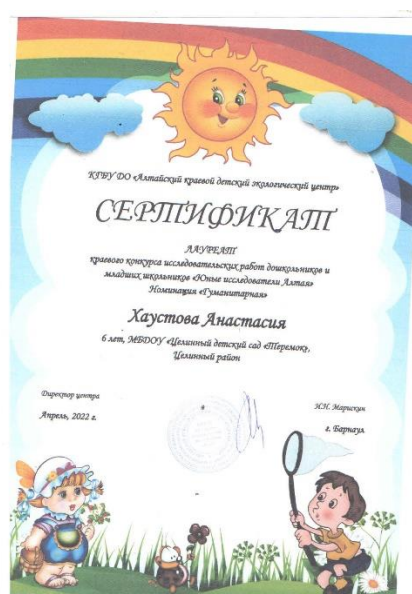 КГБУ ДО «Алтайский краевой детский экологический центр»
СЕРТИФИКАТ
ЛАУРЕАТ
краевого конкурса исследовательских работ дошкольников и
младших школьников «Юные исследователи Алтая»
Номинация «Гуманитарная»
Хаустова Анастасия
6 лет, МБДОУ «Целинный детский сад «Теремок»,
Целинный район
Директор центра
Н.Н. Марискин
Апрель, 2022 г.
г. Барнаул